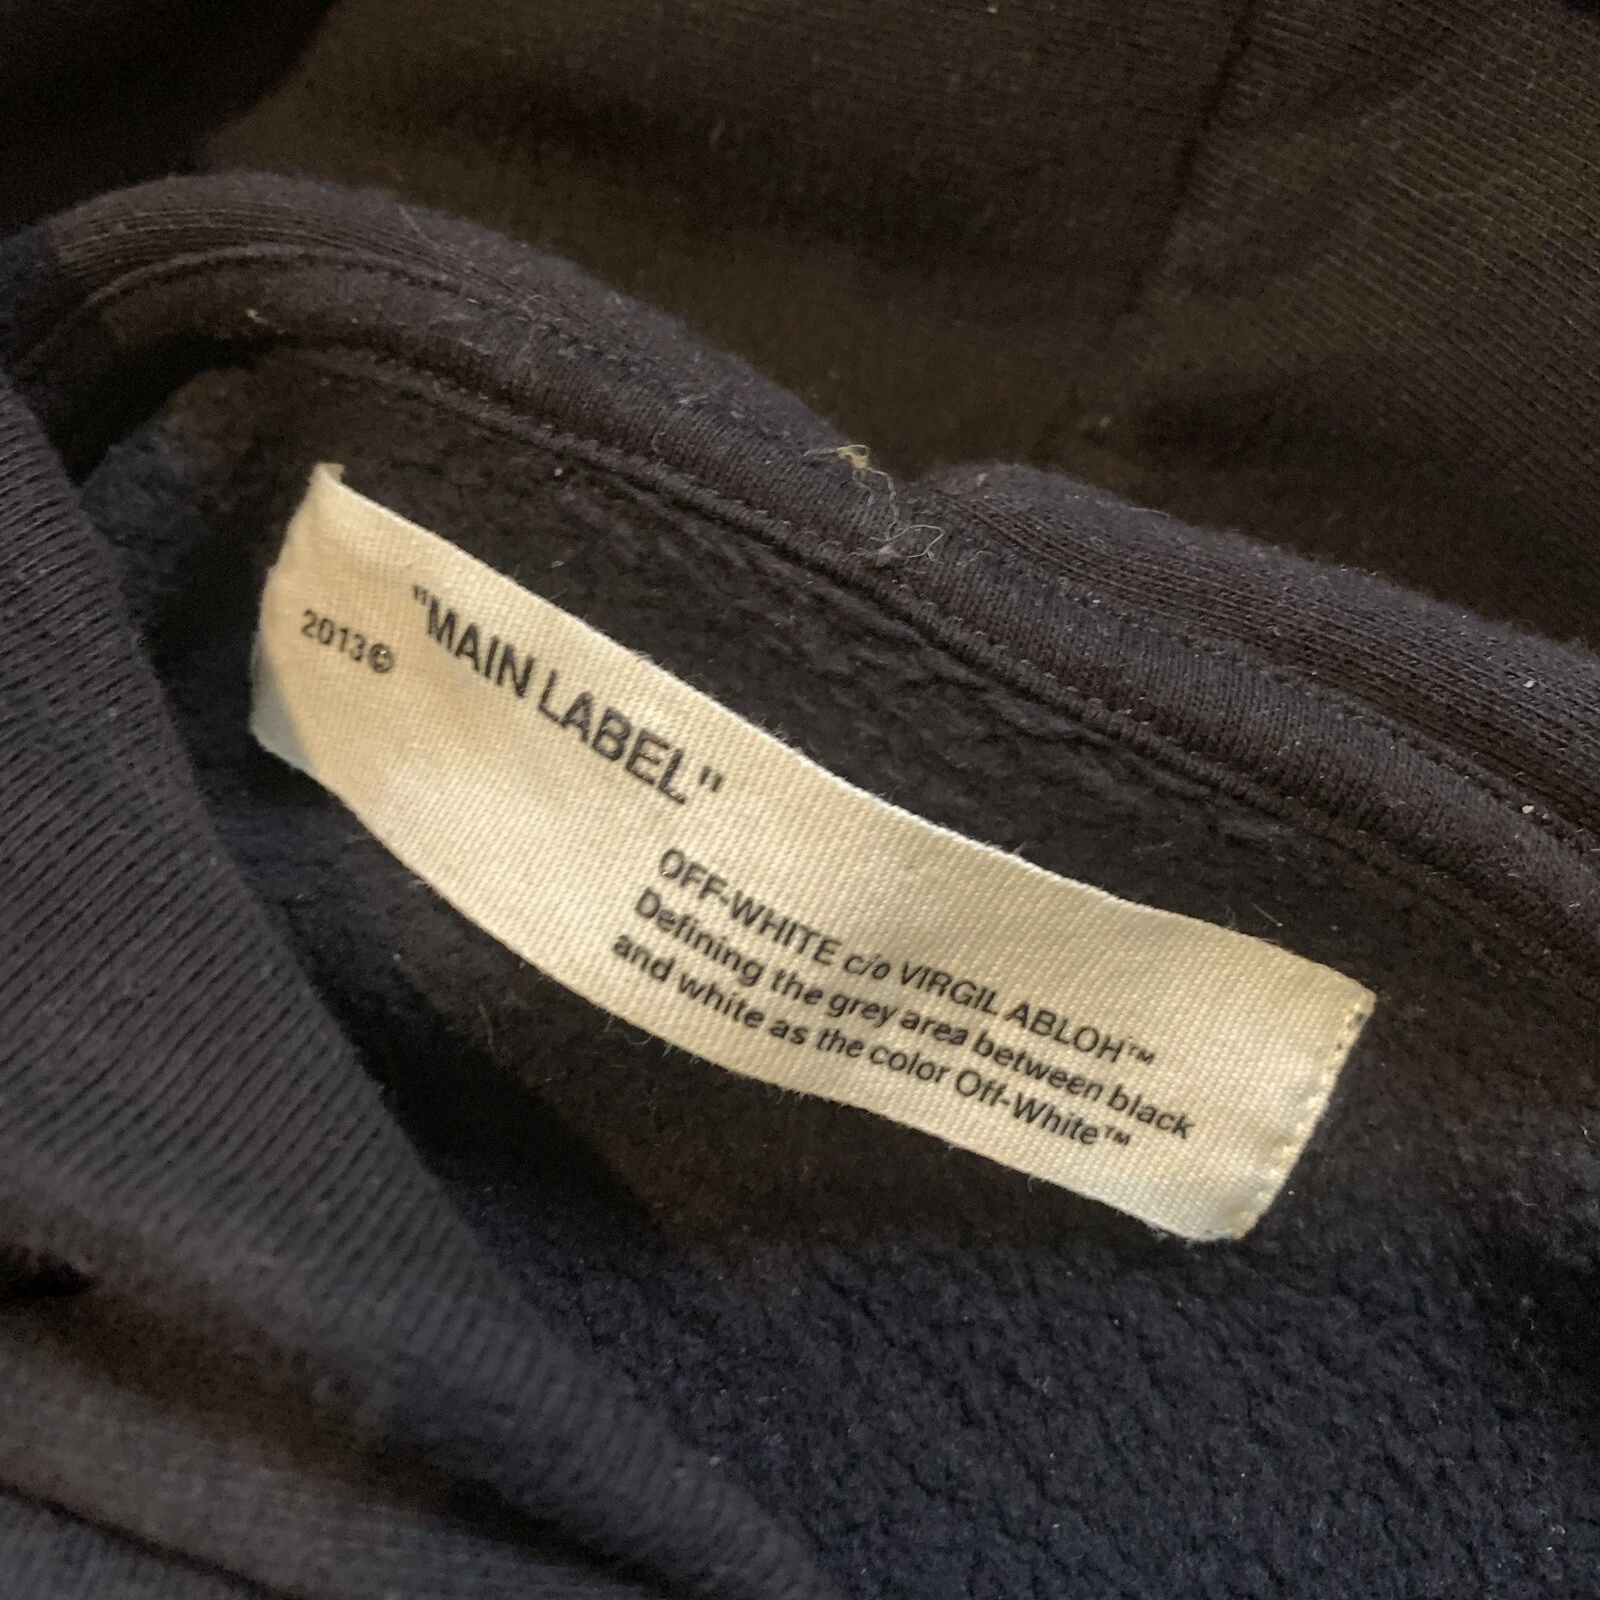 "MAIN LABEL"
2013©
OFF-WHITE c/o VIRGIL ABLOH™
Defining the grey area between black
and white as the color Off-White™